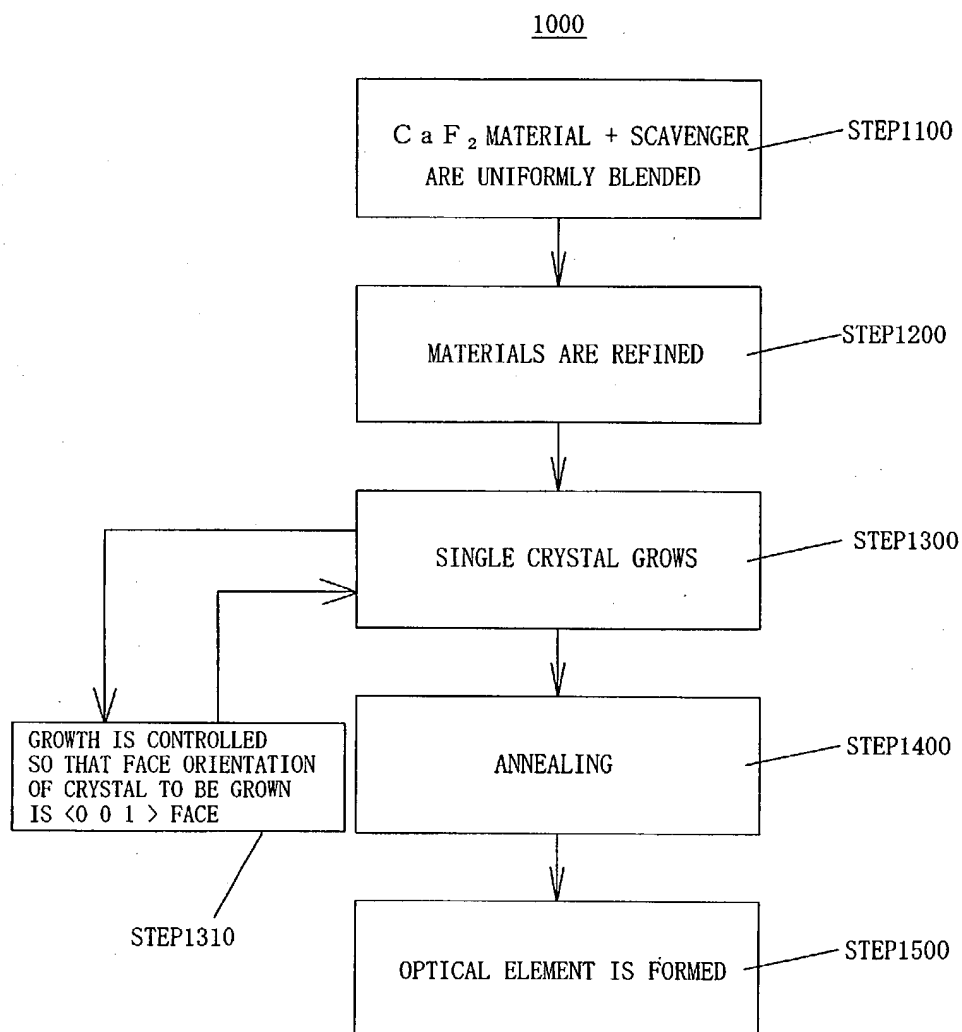 1000
CaF₂ MATERIAL + SCAVENGER
ARE UNIFORMLY BLENDED
STEP1100
MATERIALS ARE REFINED
STEP1200
SINGLE CRYSTAL GROWS
STEP1300
GROWTH IS CONTROLLED
SO THAT FACE ORIENTATION
OF CRYSTAL TO BE GROWN
IS <0 0 1 > FACE
STEP1310
ANNEALING
STEP1400
OPTICAL ELEMENT IS FORMED
STEP1500